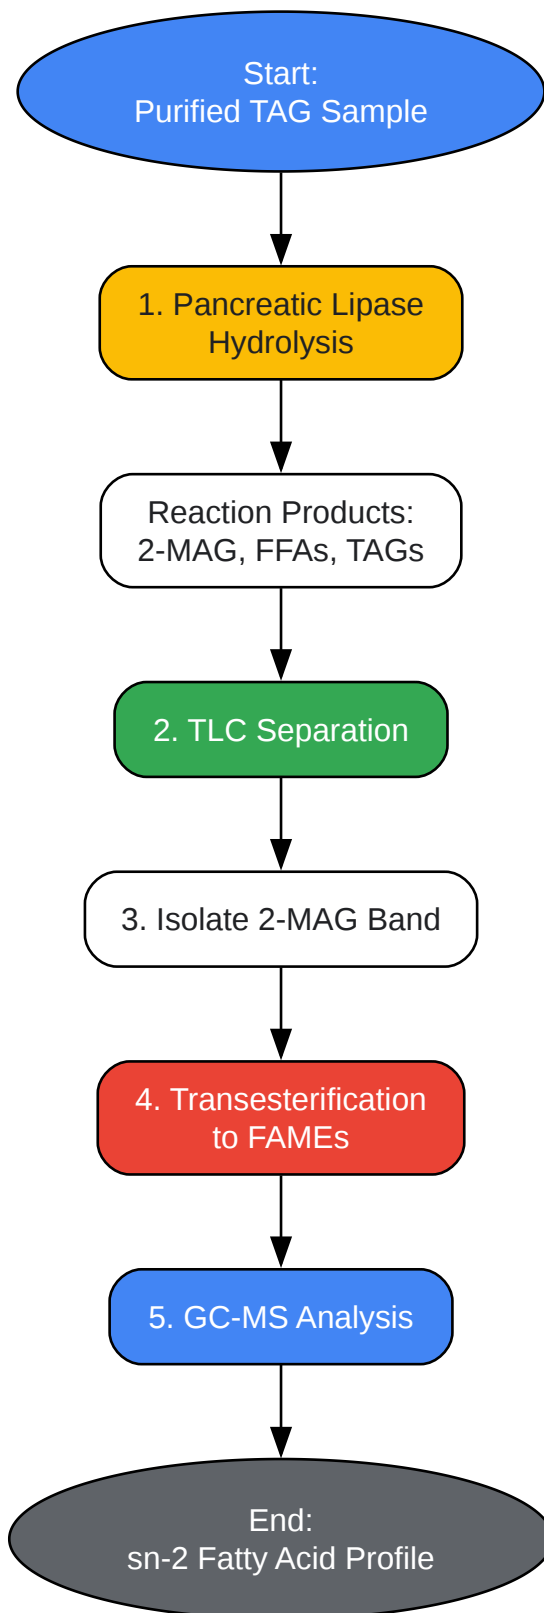 Start:
Purified TAG Sample
1. Pancreatic Lipase
Hydrolysis
Reaction Products:
2-MAG, FFAs, TAGs
2. TLC Separation
3. Isolate 2-MAG Band
4. Transesterification
to FAMEs
5. GC-MS Analysis
End:
sn-2 Fatty Acid Profile